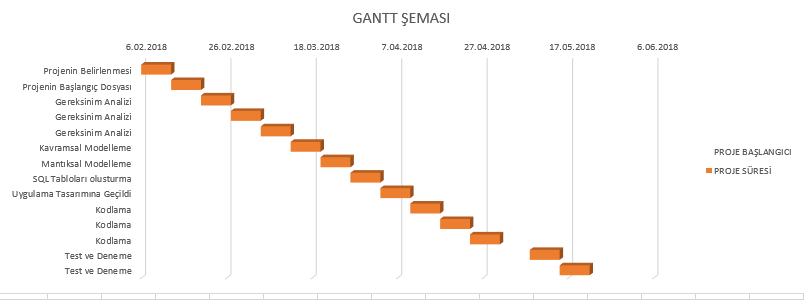 GANTT ŞEMASI
6.02.2018 26.02.2018 18.03.2018 7.04.2018 27.04.2018 17.05.2018 6.06.2018
Projenin Belirlenmesi
Projenin Başlangıç Dosyası
Gereksinim Analizi
Gereksinim Analizi
Gereksinim Analizi
Kavramsal Modelleme
Mantıksal Modelleme
SQL Tabloları olusturma
Uygulama Tasarımına Geçildi
Kodlama
Kodlama
Kodlama
Test ve Deneme
Test ve Deneme
PROJE BAŞLANGICI
PROJE SÜRESİ